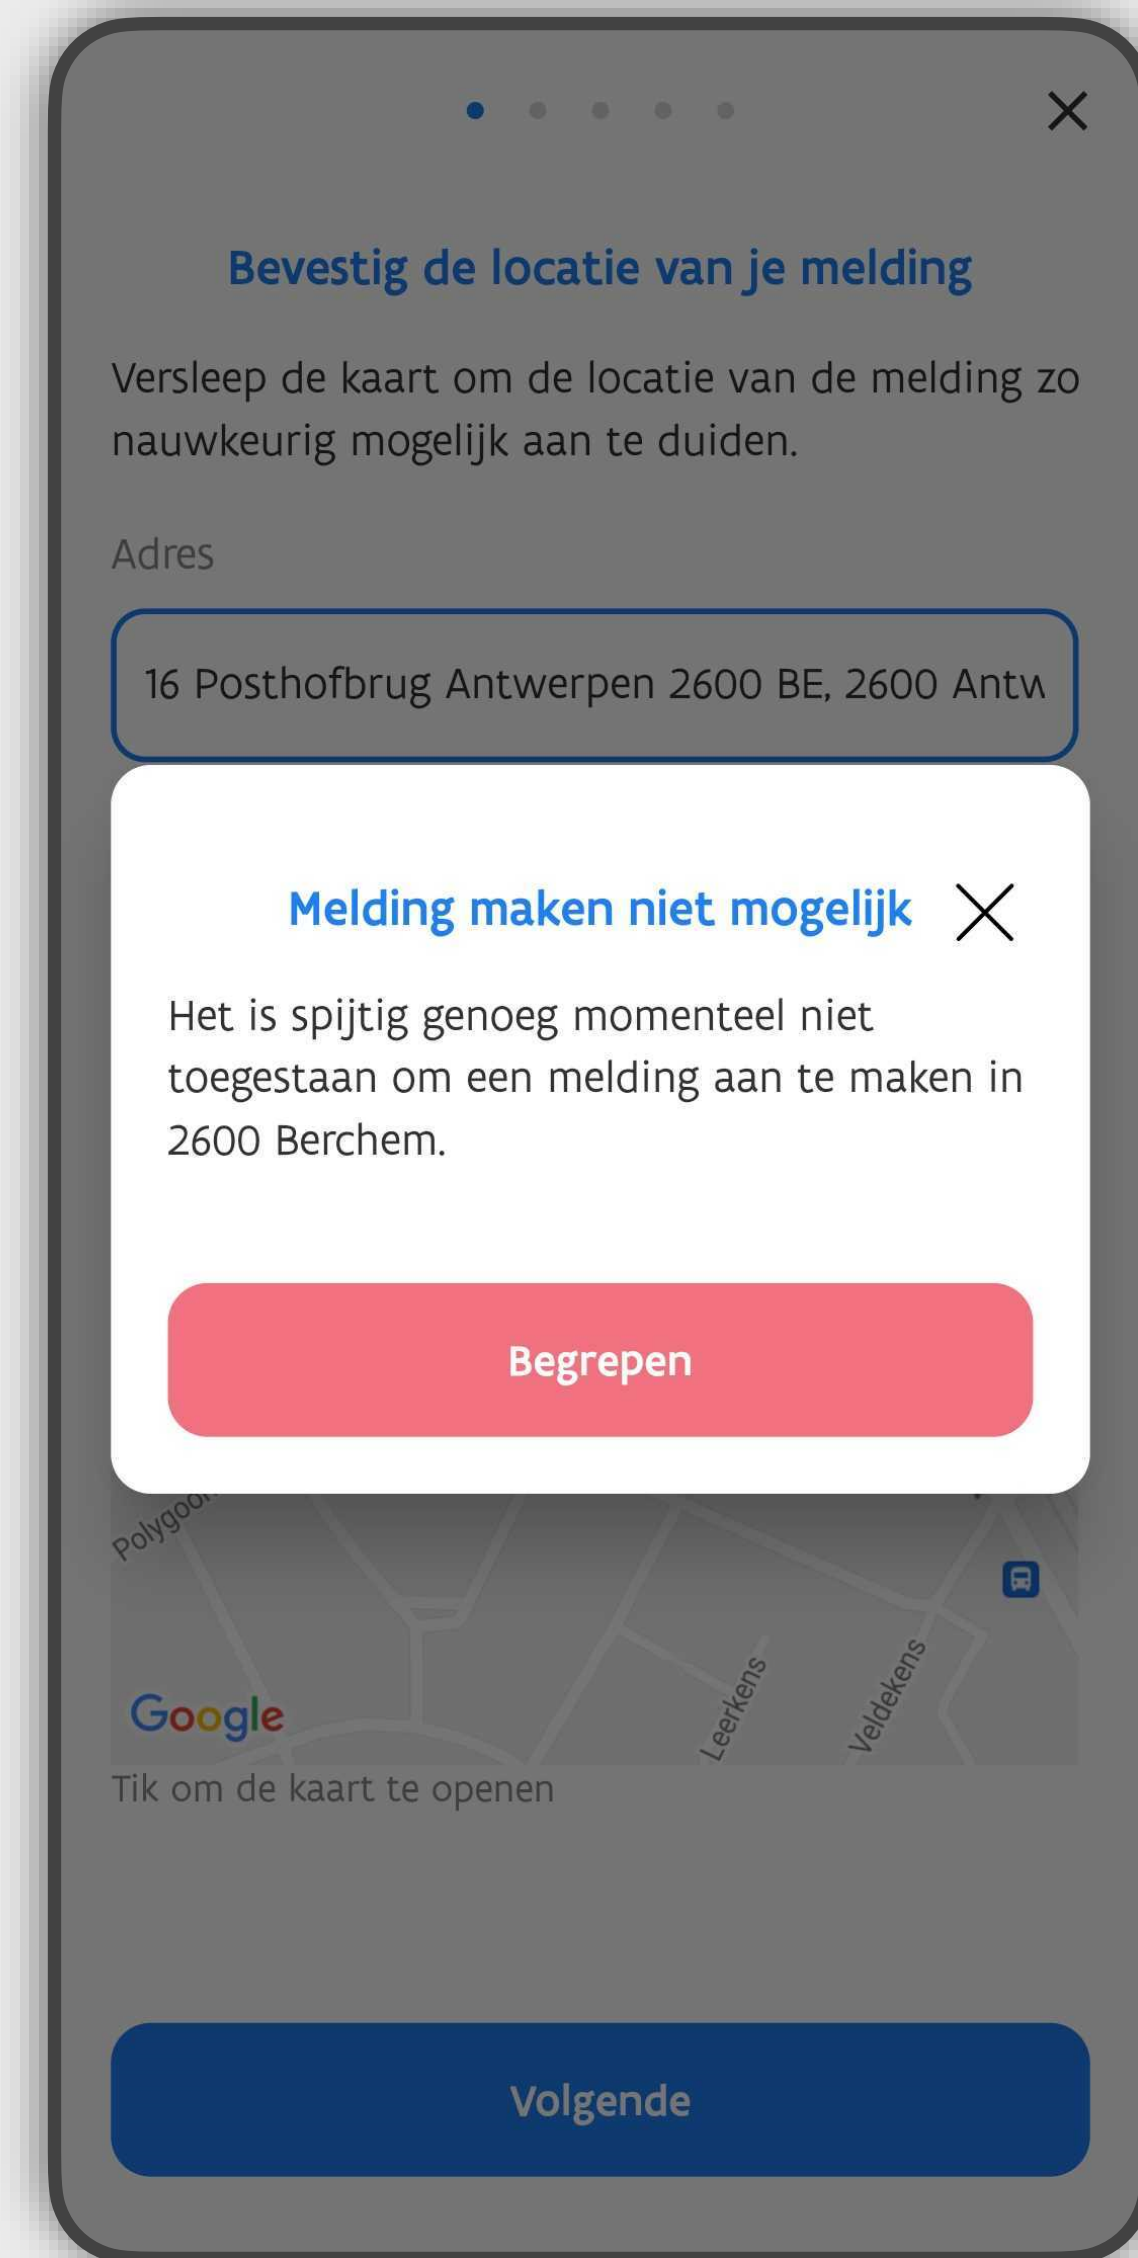 Bevestig de locatie van je melding
Versleep de kaart om de locatie van de melding zo
nauwkeurig mogelijk aan te duiden.
Adres
16 Posthofbrug Antwerpen 2600 BE, 2600 Antw
Melding maken niet mogelijk
Het is spijtig genoeg momenteel niet
toegestaan om een melding aan te maken in
2600 Berchem.
Begrepen
Polygoon
Leerkens
Veldekens
Google
Tik om de kaart te openen
Volgende